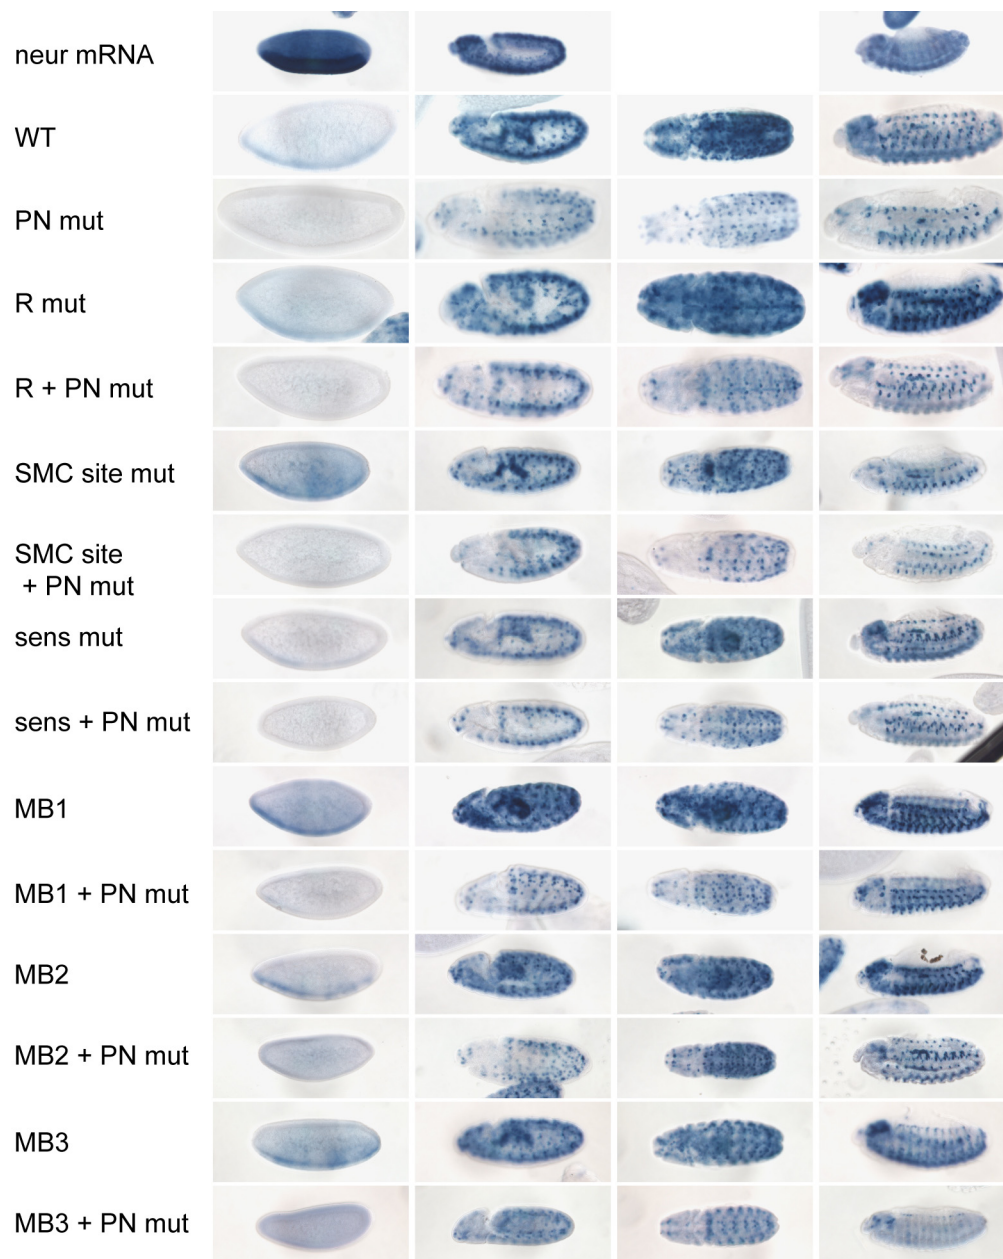 neur mRNA
WT
PN mut
R mut
R + PN mut
SMC site mut
SMC site
+ PN mut
sens mut
sens + PN mut
MB1
MB1 + PN mut
MB2
MB2 + PN mut
MB3
MB3 + PN mut